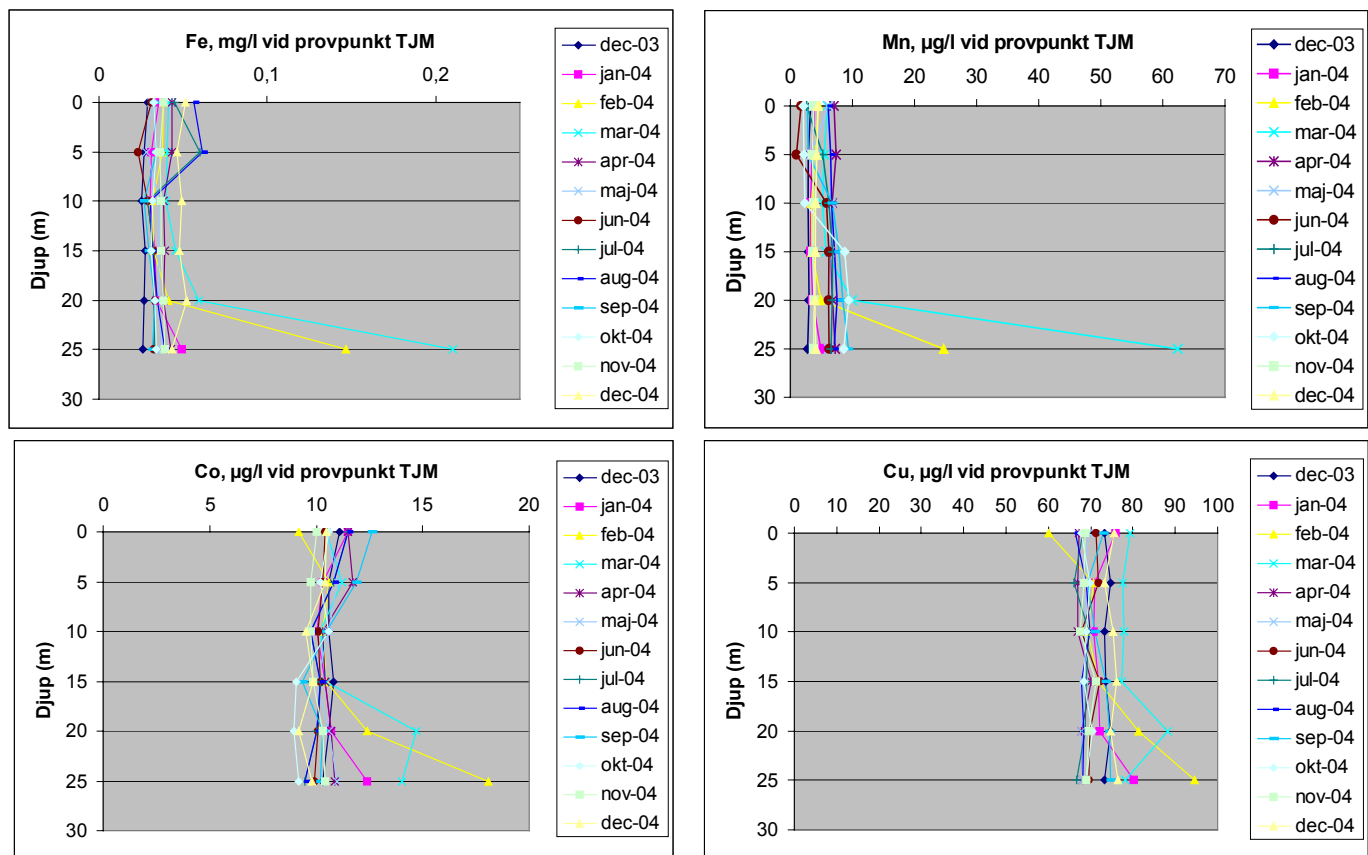 Fe, mg/l vid provpunkt TJM
0 0,1 0,2
Djup (m)
0
5
10
15
20
25
30
dec-03
jan-04
feb-04
mar-04
apr-04
maj-04
jun-04
jul-04
aug-04
sep-04
okt-04
nov-04
dec-04
Mn, µg/l vid provpunkt TJM
0 10 20 30 40 50 60 70
Djup (m)
0
5
10
15
20
25
30
dec-03
jan-04
feb-04
mar-04
apr-04
maj-04
jun-04
jul-04
aug-04
sep-04
okt-04
nov-04
dec-04
Co, µg/l vid provpunkt TJM
0 5 10 15 20
Djup (m)
0
5
10
15
20
25
30
dec-03
jan-04
feb-04
mar-04
apr-04
maj-04
jun-04
jul-04
aug-04
sep-04
okt-04
nov-04
dec-04
Cu, µg/l vid provpunkt TJM
0 10 20 30 40 50 60 70 80 90 100
Djup (m)
0
5
10
15
20
25
30
dec-03
jan-04
feb-04
mar-04
apr-04
maj-04
jun-04
jul-04
aug-04
sep-04
okt-04
nov-04
dec-04